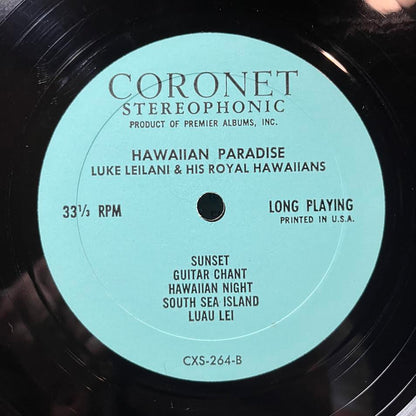 CORONET
STEREOPHONIC
PRODUCT OF PREMIER ALBUMS, INC.
HAWAIIAN PARADISE
LUKE LEILANI & HIS ROYAL HAWAIIANS
33⅓ RPM
LONG PLAYING
PRINTED IN U.S.A.
SUNSET
GUITAR CHANT
HAWAIIAN NIGHT
SOUTH SEA ISLAND
LUAU LEI
CXS-264-B